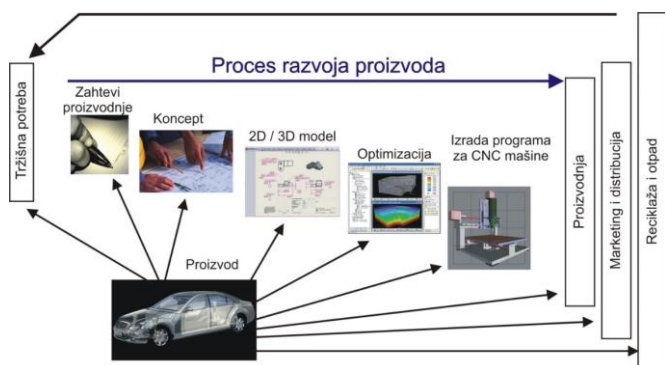 Proces razvoja proizvoda
Tržišna potreba
Zahtevi
proizvodnje
Koncept
2D / 3D model
Optimizacija
Izrada programa
za CNC mašine
Proizvodnja
Marketing i distribucija
Reciklaža i otpad
Proizvod